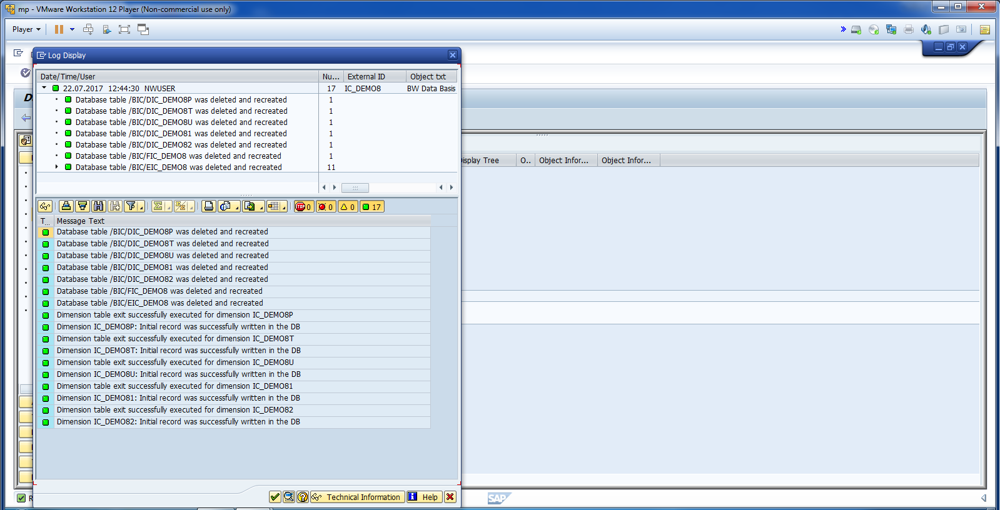 mp - VMware Workstation 12 Player (Non-commercial use only)
Player
Log Display
Date/Time/User Nu... External ID Object txt
22.07.2017 12:44:30 NWUSER 17 IC_DEMO8 BW Data Basis
Database table /BIC/DIC_DEMO8P was deleted and recreated 1
Database table /BIC/DIC_DEMO8T was deleted and recreated 1
Database table /BIC/DIC_DEMO8U was deleted and recreated 1
Database table /BIC/DIC_DEMO81 was deleted and recreated 1
Database table /BIC/DIC_DEMO82 was deleted and recreated 1
Database table /BIC/FIC_DEMO8 was deleted and recreated 1
Database table /BIC/EIC_DEMO8 was deleted and recreated 11
Display Tree O.. Object Infor... Object Infor...
STOP 0 0 0 17
T... Message Text
Database table /BIC/DIC_DEMO8P was deleted and recreated
Database table /BIC/DIC_DEMO8T was deleted and recreated
Database table /BIC/DIC_DEMO8U was deleted and recreated
Database table /BIC/DIC_DEMO81 was deleted and recreated
Database table /BIC/DIC_DEMO82 was deleted and recreated
Database table /BIC/FIC_DEMO8 was deleted and recreated
Database table /BIC/EIC_DEMO8 was deleted and recreated
Dimension table exit successfully executed for dimension IC_DEMO8P
Dimension IC_DEMO8P: Initial record was successfully written in the DB
Dimension table exit successfully executed for dimension IC_DEMO8T
Dimension IC_DEMO8T: Initial record was successfully written in the DB
Dimension table exit successfully executed for dimension IC_DEMO8U
Dimension IC_DEMO8U: Initial record was successfully written in the DB
Dimension table exit successfully executed for dimension IC_DEMO81
Dimension IC_DEMO81: Initial record was successfully written in the DB
Dimension table exit successfully executed for dimension IC_DEMO82
Dimension IC_DEMO82: Initial record was successfully written in the DB
Technical Information Help
SAP